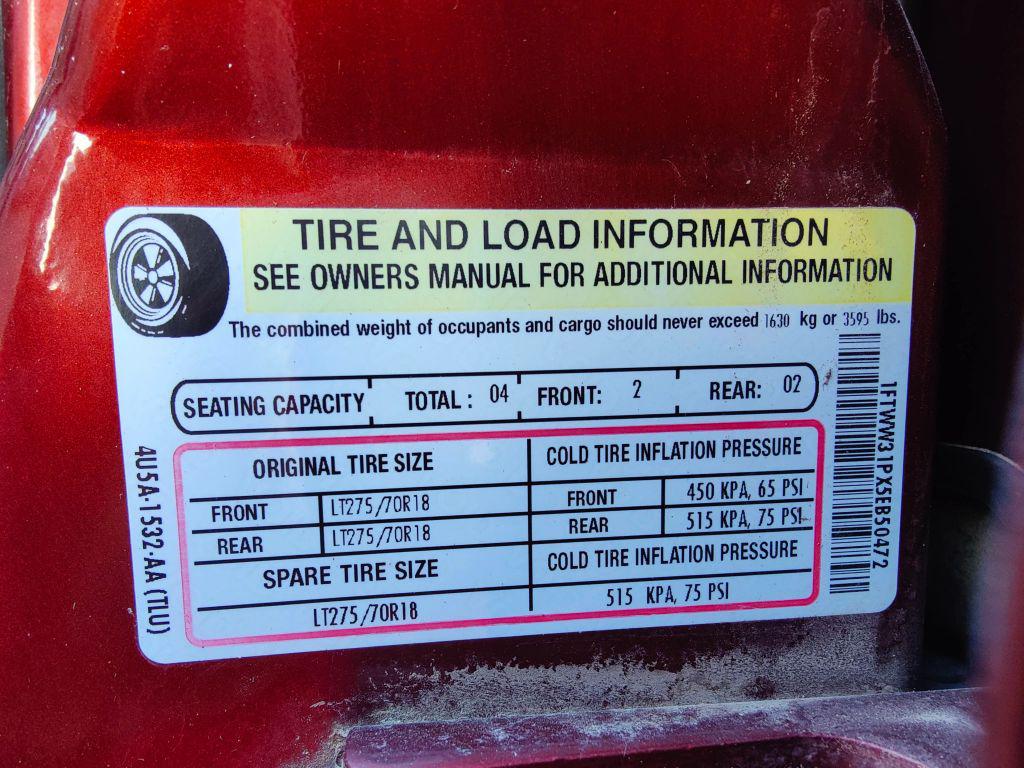 TIRE AND LOAD INFORMATION
SEE OWNERS MANUAL FOR ADDITIONAL INFORMATION
The combined weight of occupants and cargo should never exceed 1630 kg or 3595 lbs.
SEATING CAPACITY TOTAL : 04 FRONT: 2 REAR: 02
ORIGINAL TIRE SIZE COLD TIRE INFLATION PRESSURE
FRONT LT275/70R18 FRONT 450 KPA, 65 PSI
REAR LT275/70R18 REAR 515 KPA, 75 PSI
SPARE TIRE SIZE COLD TIRE INFLATION PRESSURE
LT275/70R18 515 KPA, 75 PSI
4U5A-1532-AA (TLU)
1FTWW31PX5EB50472